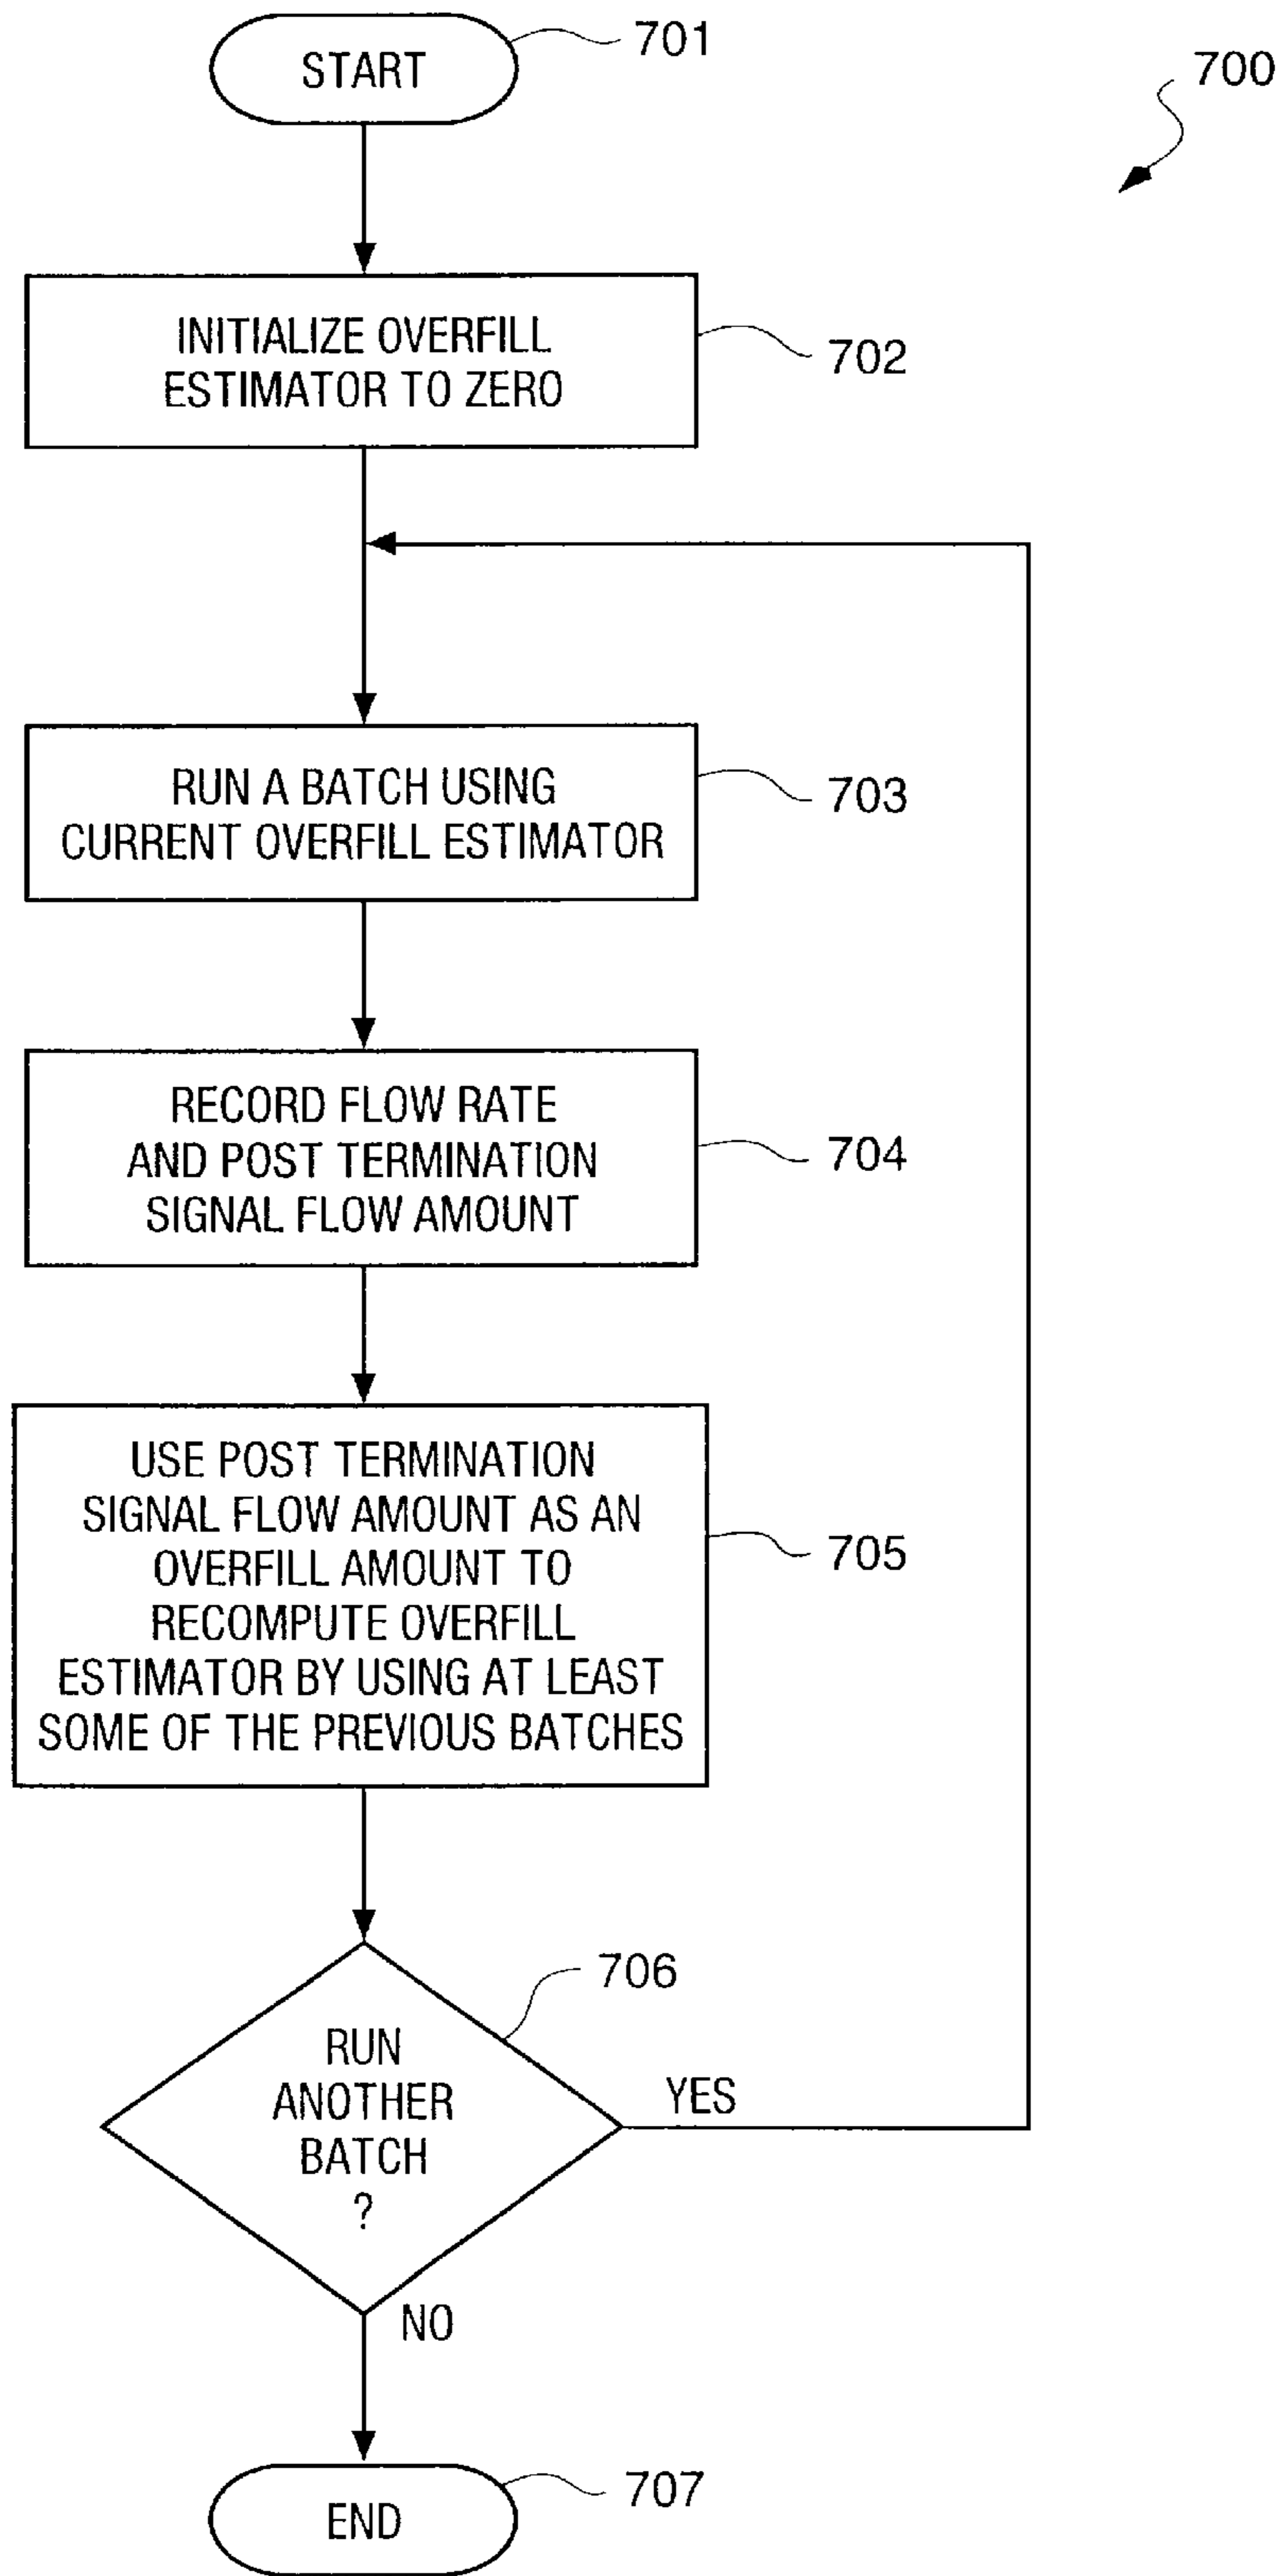 START
701
700
INITIALIZE OVERFILL
ESTIMATOR TO ZERO
702
RUN A BATCH USING
CURRENT OVERFILL ESTIMATOR
703
RECORD FLOW RATE
AND POST TERMINATION
SIGNAL FLOW AMOUNT
704
USE POST TERMINATION
SIGNAL FLOW AMOUNT AS AN
OVERFILL AMOUNT TO
RECOMPUTE OVERFILL
ESTIMATOR BY USING AT LEAST
SOME OF THE PREVIOUS BATCHES
705
706
RUN
ANOTHER
BATCH
?
YES
NO
END
707